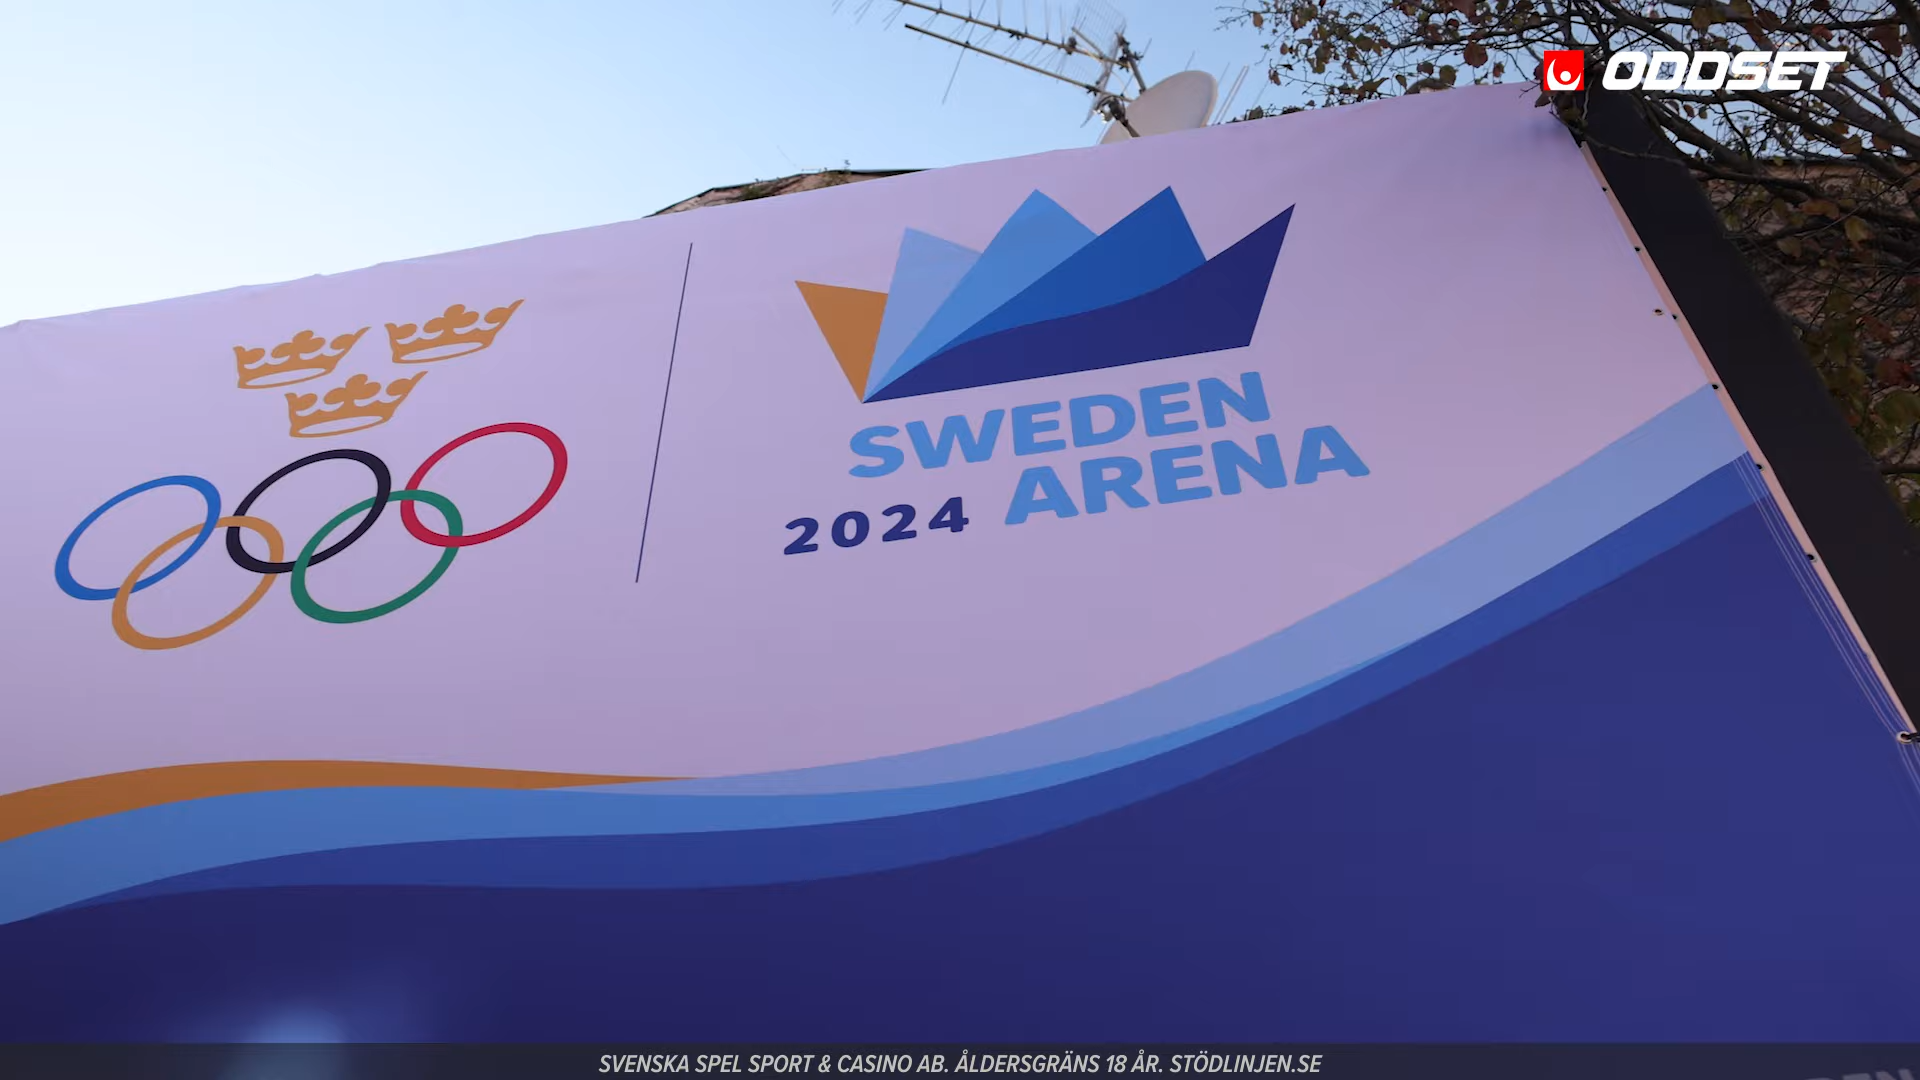 ODDSET
SWEDEN
2024 ARENA
SVENSKA SPEL SPORT & CASINO AB. ÅLDERSGRÄNS 18 ÅR. STÖDLINJEN.SE